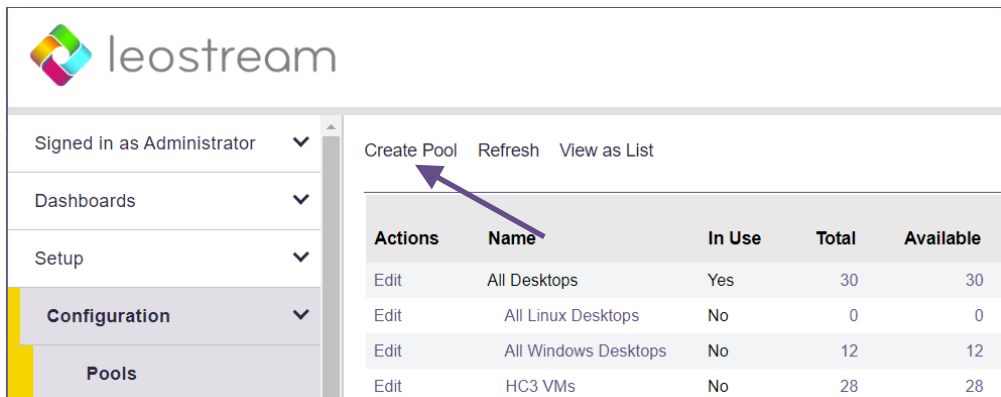 leostream
Signed in as Administrator
Dashboards
Setup
Configuration
Pools
Create Pool Refresh View as List
Actions Name In Use Total Available
Edit All Desktops Yes 30 30
Edit All Linux Desktops No 0 0
Edit All Windows Desktops No 12 12
Edit HC3 VMs No 28 28